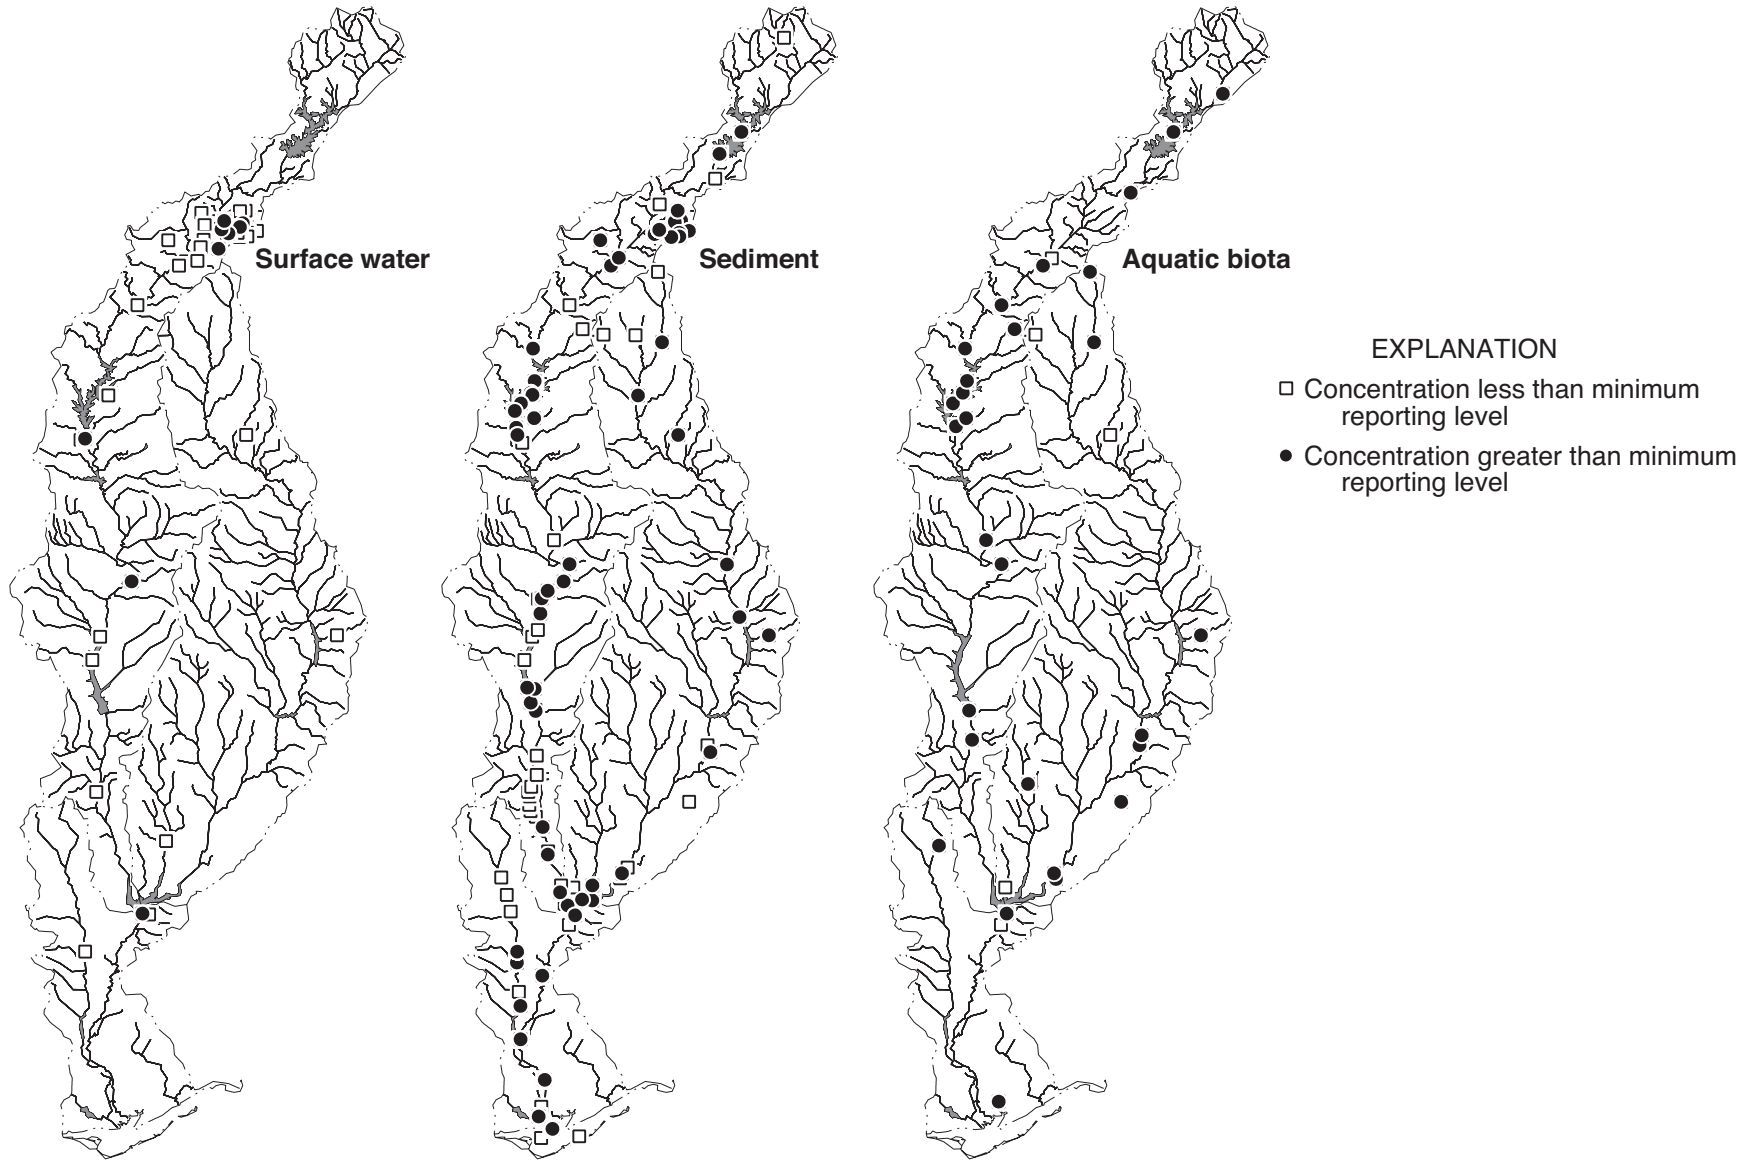 Surface water
Sediment
Aquatic biota
EXPLANATION
Concentration less than minimum
reporting level
Concentration greater than minimum
reporting level